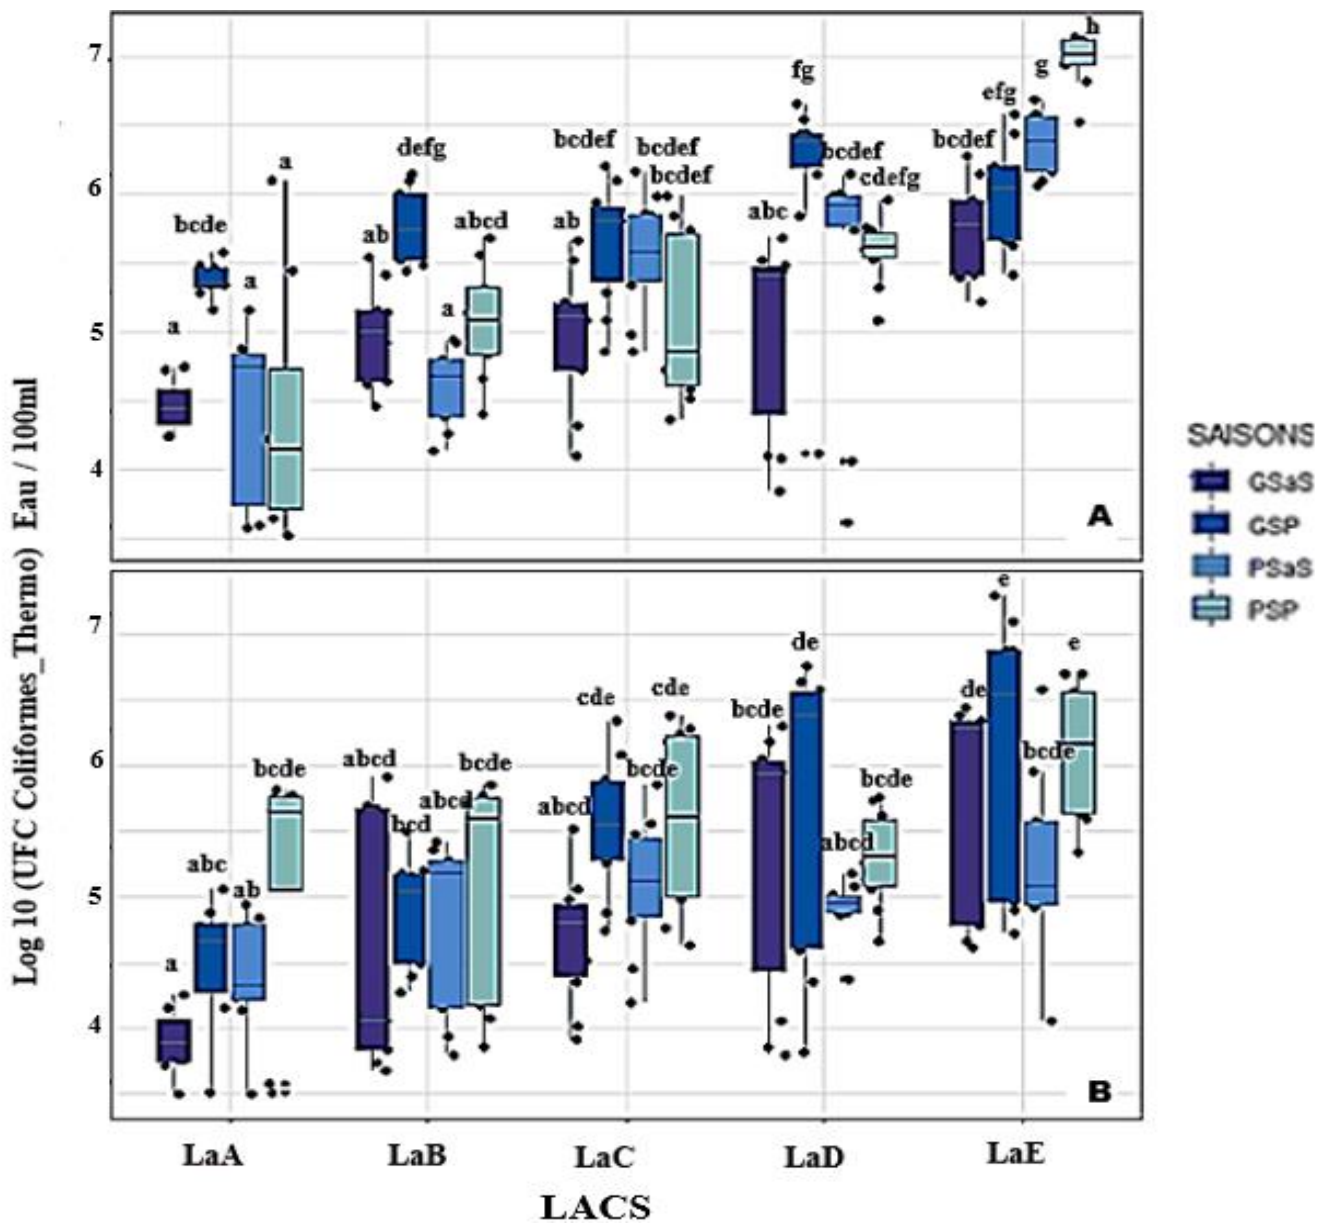 Log 10 (UFC Coliformes_Thermo) Eau / 100ml
7
6
5
4
a
bcde
a
a
ab
defg
a
abcd
ab
bcdef
bcdef
bcdef
abc
fg
bcdef
cdefg
bcdef
efg
g
h
A
7
6
5
4
a
abc
ab
bcde
abcd
bcd
abcd
bcde
abcd
cde
bcde
cde
bcde
de
abcd
bcde
de
e
bcde
e
B
LaA LaB LaC LaD LaE
LACS
SAISONS
GSaS
GSP
PSaS
PSP